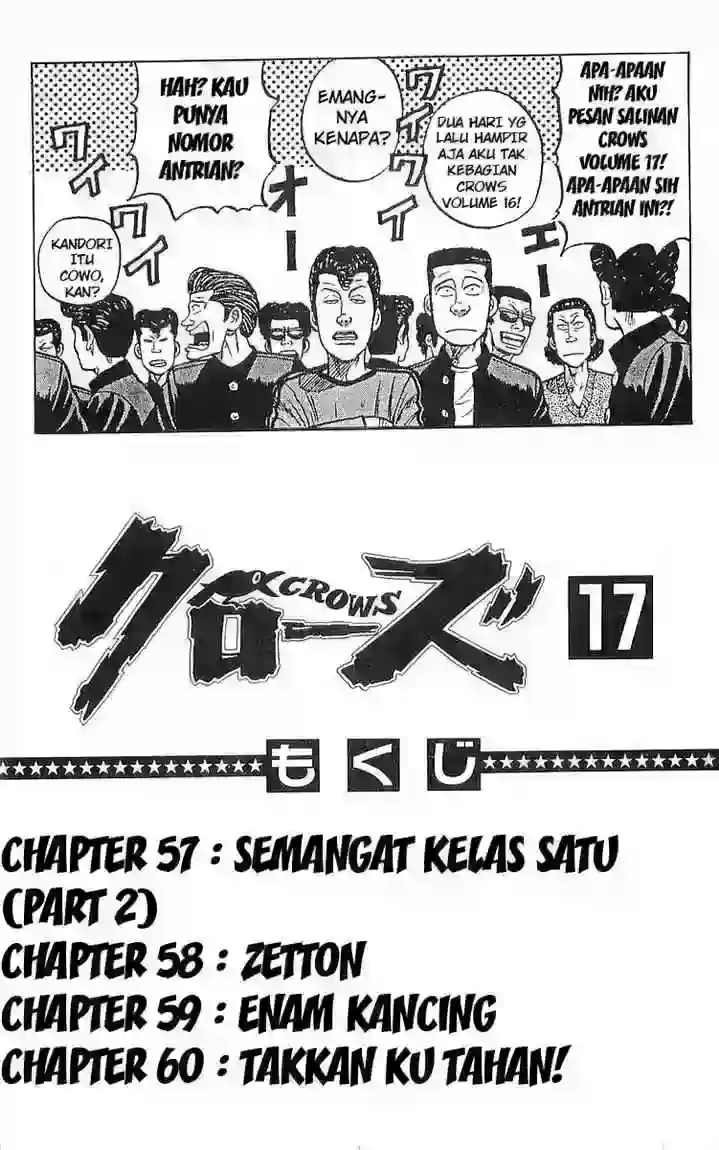 APA-APAAN
NIH? AKU
PESAN SALINAN
CROWS
VOLUME 17!
APA-APAAN SIH
ANTRIAN INI?!
DUA HARI YG
LALU HAMPIR
AJA AKU TAK
KEBAGIAN
CROWS
VOLUME 16!
EMANG-
NYA
KENAPA?
HAH? KAU
PUNYA
NOMOR
ANTRIAN?
KANDORI
ITU
COWO,
KAN?
エー
ワイ
ワイ
オー
ワイ
ワイ
クローズ
CROWS
17
もくじ
CHAPTER 57 : SEMANGAT KELAS SATU
(PART 2)
CHAPTER 58 : ZETTON
CHAPTER 59 : ENAM KANCING
CHAPTER 60 : TAKKAN KU TAHAN!